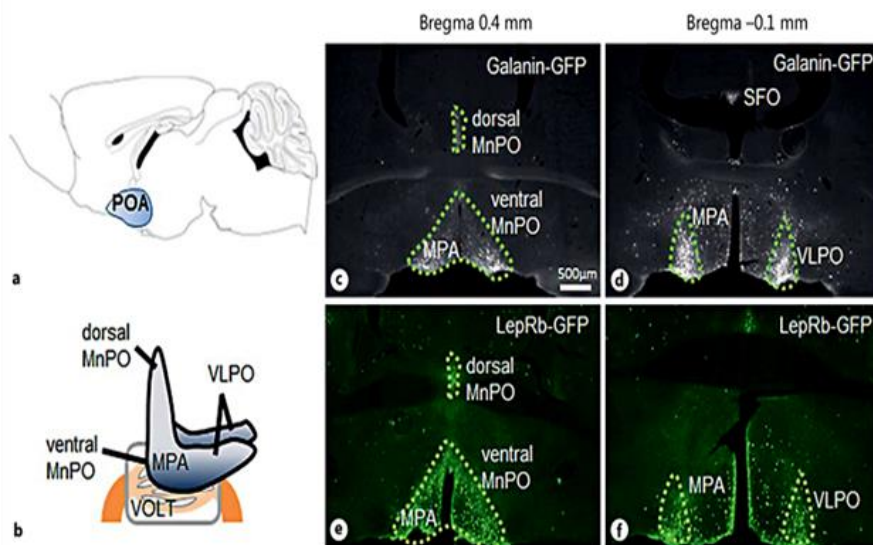 Bregma 0.4 mm
Bregma –0.1 mm
POA
a
Galanin-GFP
dorsal
MnPO
ventral
MnPO
MPA
500µm
c
Galanin-GFP
SFO
MPA
VLPO
d
dorsal
MnPO
VLPO
ventral
MnPO
MPA
VOLT
b
LepRb-GFP
dorsal
MnPO
ventral
MnPO
MPA
e
LepRb-GFP
MPA
VLPO
f